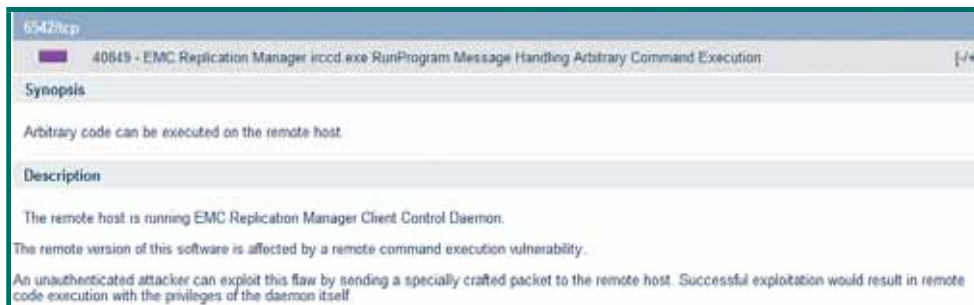 6542/tcp
40649 - EMC Replication Manager irccd.exe RunProgram Message Handling Arbitrary Command Execution [-/+
Synopsis
Arbitrary code can be executed on the remote host.
Description
The remote host is running EMC Replication Manager Client Control Daemon.
The remote version of this software is affected by a remote command execution vulnerability.
An unauthenticated attacker can exploit this flaw by sending a specially crafted packet to the remote host. Successful exploitation would result in remote
code execution with the privileges of the daemon itself